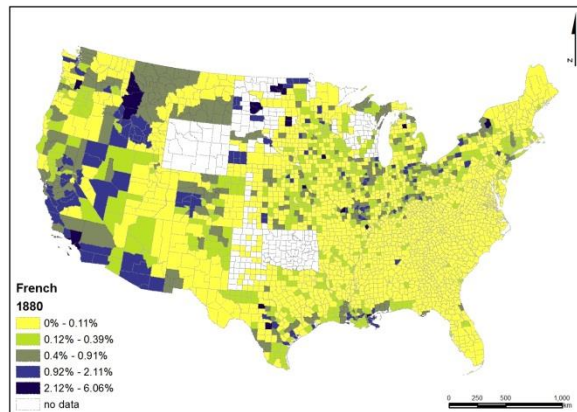 N
French
1880
0% - 0.11%
0.12% - 0.39%
0.4% - 0.91%
0.92% - 2.11%
2.12% - 6.06%
no data
0 500 1,000
km